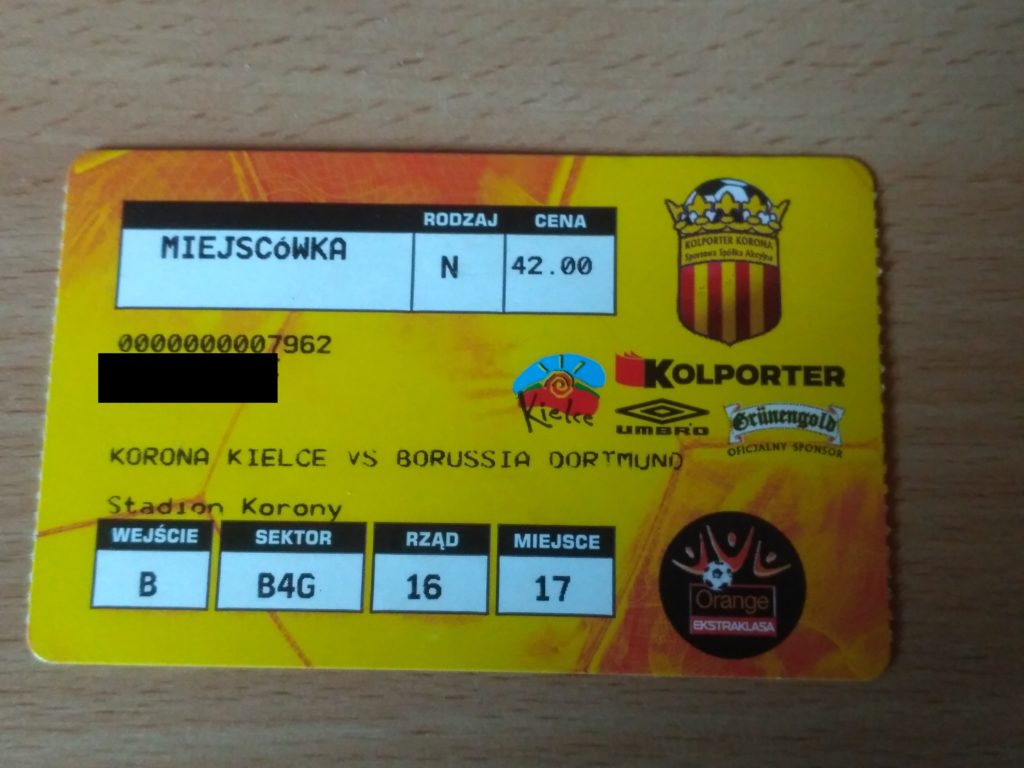 RODZAJ CENA
MIEJSCóWKA N 42.00
KOLPORTER KORONA
Sportowa Spółka Akcyjna
0000000007962
Kielce
KOLPORTER
UMBRO
Grünengold
OFICJALNY SPONSOR
KORONA KIELCE VS BORUSSIA DORTMUND
Stadion Korony
WEJŚCIE SEKTOR RZĄD MIEJSCE
B B4G 16 17
Orange
EKSTRAKLASA